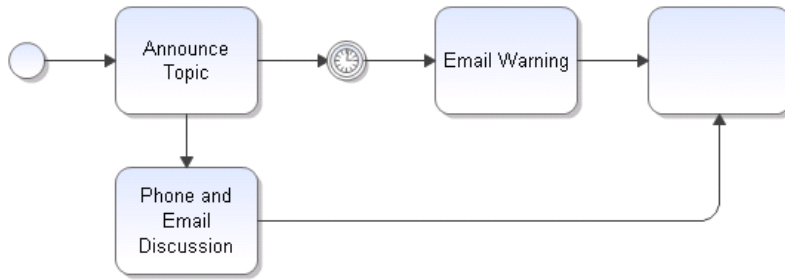 Announce
Topic
Email Warning
Phone and
Email
Discussion